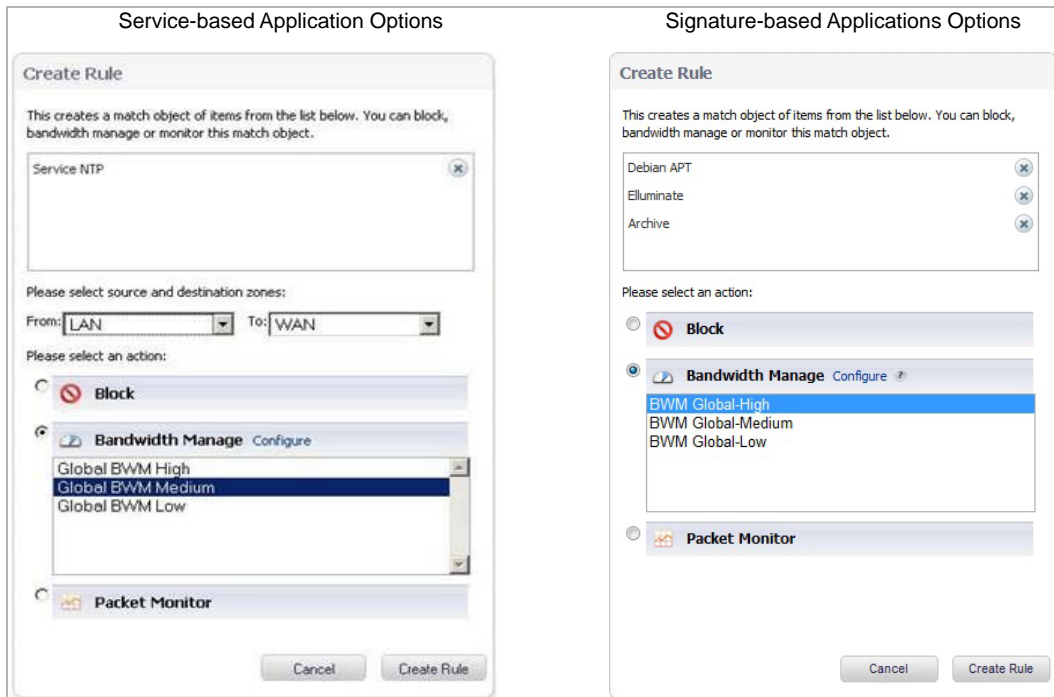 Service-based Application Options
Create Rule
This creates a match object of items from the list below. You can block,
bandwidth manage or monitor this match object.
Service NTP
Please select source and destination zones:
From: LAN To: WAN
Please select an action:
Block
Bandwidth Manage Configure
Global BWM High
Global BWM Medium
Global BWM Low
Packet Monitor
Cancel Create Rule
Signature-based Applications Options
Create Rule
This creates a match object of items from the list below. You can block,
bandwidth manage or monitor this match object.
Debian APT
Elluminate
Archive
Please select an action:
Block
Bandwidth Manage Configure ?
BWM Global-High
BWM Global-Medium
BWM Global-Low
Packet Monitor
Cancel Create Rule